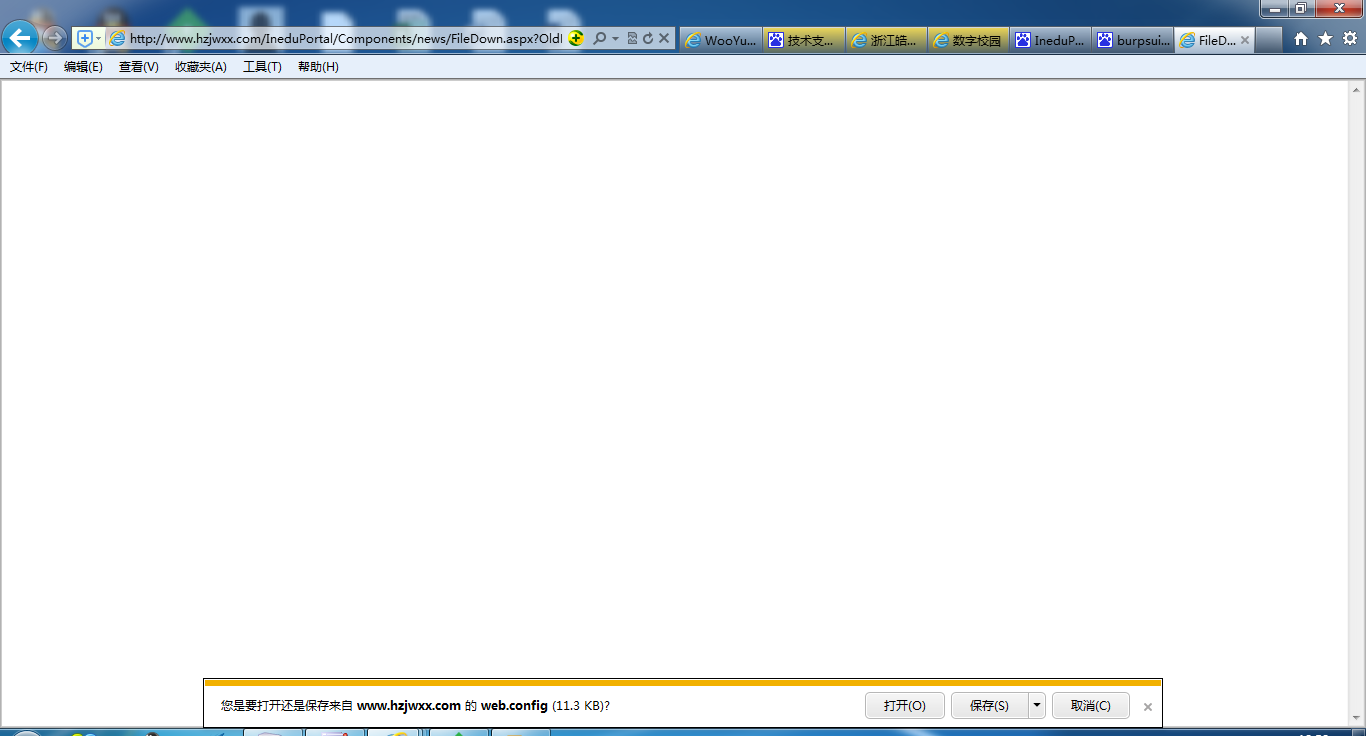 http://www.hzjwxx.com/IneduPortal/Components/news/FileDown.aspx?Old
WooYu...
技术支...
浙江皓...
数字校园
IneduP...
burpsui...
FileD...
文件(F) 编辑(E) 查看(V) 收藏夹(A) 工具(T) 帮助(H)
您是要打开还是保存来自 www.hzjwxx.com 的 web.config (11.3 KB)?
打开(O)
保存(S)
取消(C)